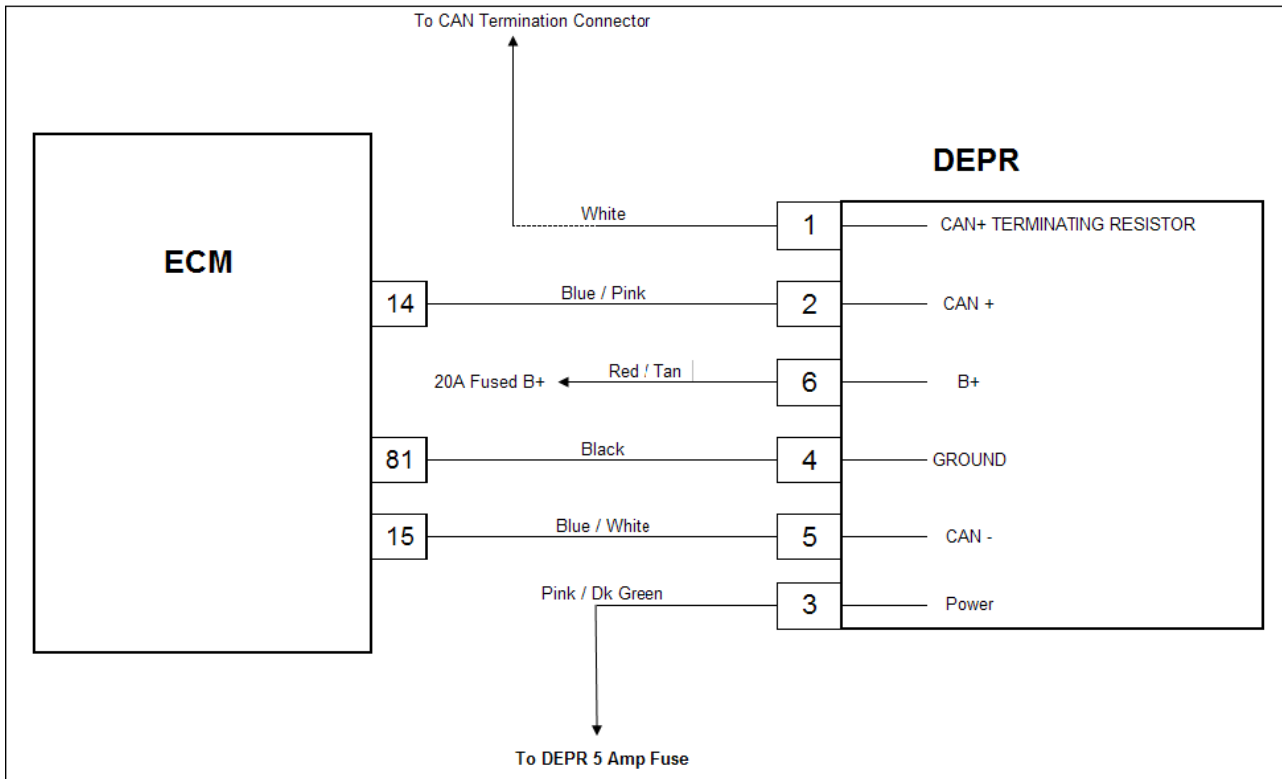 To CAN Termination Connector
DEPR
ECM
White
1
CAN+ TERMINATING RESISTOR
14
Blue / Pink
2
CAN +
20A Fused B+
Red / Tan
6
B+
81
Black
4
GROUND
15
Blue / White
5
CAN -
Pink / Dk Green
3
Power
To DEPR 5 Amp Fuse